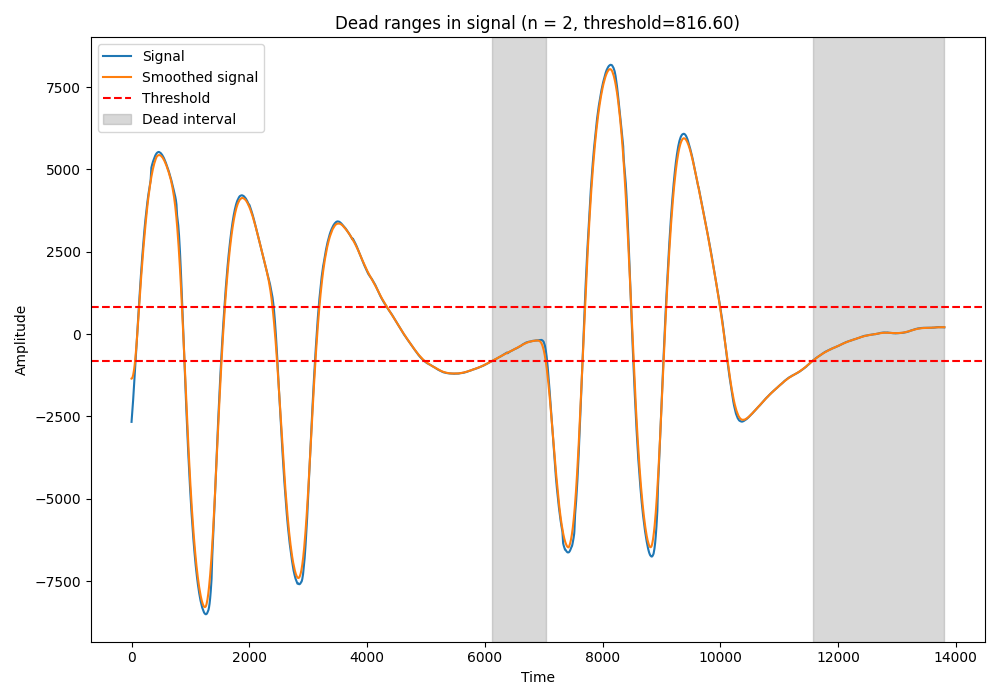 Dead ranges in signal (n = 2, threshold=816.60)
Signal
Smoothed signal
Threshold
Dead interval
Amplitude
7500
5000
2500
0
−2500
−5000
−7500
0 2000 4000 6000 8000 10000 12000 14000
Time